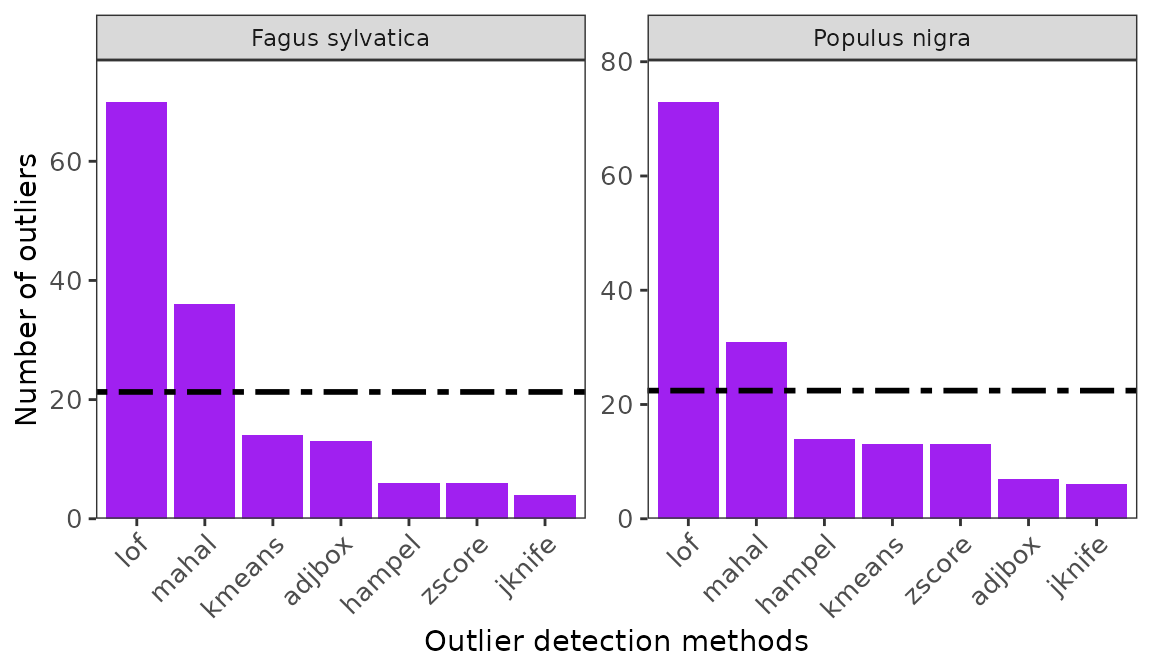 Fagus sylvatica
Populus nigra
Number of outliers
60
40
20
0
80
60
40
20
0
lof
mahal
kmeans
adjbox
hampel
zscore
jknife
lof
mahal
hampel
kmeans
zscore
adjbox
jknife
Outlier detection methods